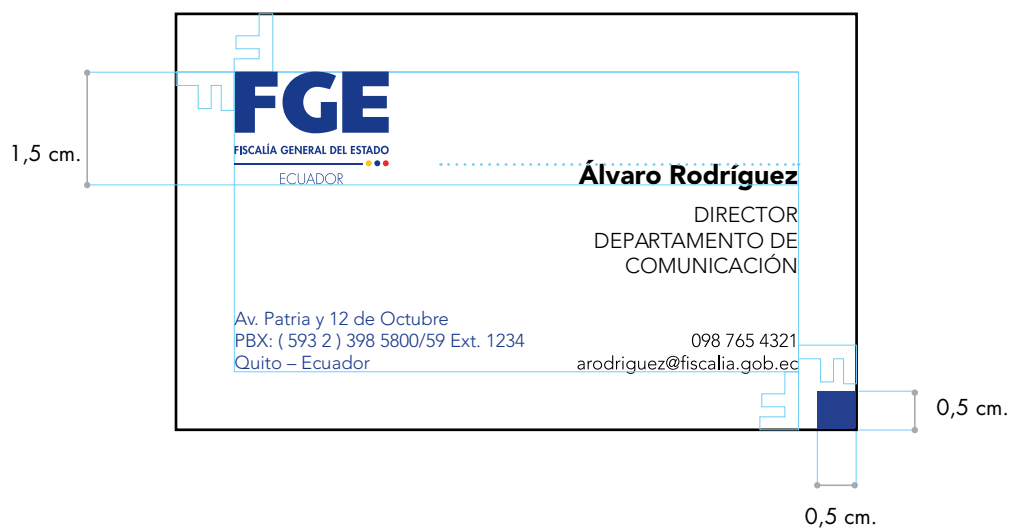 FGE
FISCALÍA GENERAL DEL ESTADO
ECUADOR
1,5 cm.
Álvaro Rodríguez
DIRECTOR
DEPARTAMENTO DE
COMUNICACIÓN
Av. Patria y 12 de Octubre
PBX: ( 593 2 ) 398 5800/59 Ext. 1234
Quito – Ecuador
098 765 4321
arodriguez@fiscalia.gob.ec
0,5 cm.
0,5 cm.